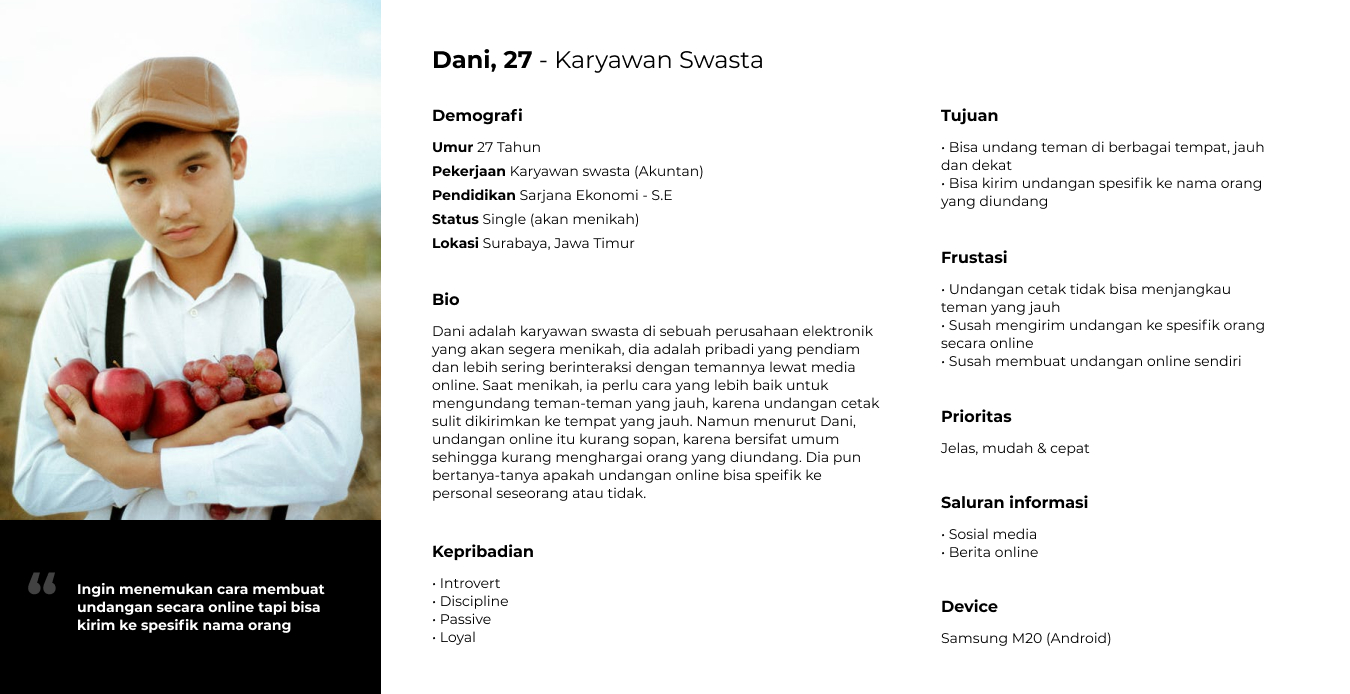 Dani, 27 - Karyawan Swasta
Demografi
Umur 27 Tahun
Pekerjaan Karyawan swasta (Akuntan)
Pendidikan Sarjana Ekonomi - S.E
Status Single (akan menikah)
Lokasi Surabaya, Jawa Timur
Bio
Dani adalah karyawan swasta di sebuah perusahaan elektronik
yang akan segera menikah, dia adalah pribadi yang pendiam
dan lebih sering berinteraksi dengan temannya lewat media
online. Saat menikah, ia perlu cara yang lebih baik untuk
mengundang teman-teman yang jauh, karena undangan cetak
sulit dikirimkan ke tempat yang jauh. Namun menurut Dani,
undangan online itu kurang sopan, karena bersifat umum
sehingga kurang menghargai orang yang diundang. Dia pun
bertanya-tanya apakah undangan online bisa speifik ke
personal seseorang atau tidak.
Kepribadian
• Introvert
• Discipline
• Passive
• Loyal
Tujuan
• Bisa undang teman di berbagai tempat, jauh
dan dekat
• Bisa kirim undangan spesifik ke nama orang
yang diundang
Frustasi
• Undangan cetak tidak bisa menjangkau
teman yang jauh
• Susah mengirim undangan ke spesifik orang
secara online
• Susah membuat undangan online sendiri
Prioritas
Jelas, mudah & cepat
Saluran informasi
• Sosial media
• Berita online
Device
Samsung M20 (Android)
“ Ingin menemukan cara membuat
undangan secara online tapi bisa
kirim ke spesifik nama orang